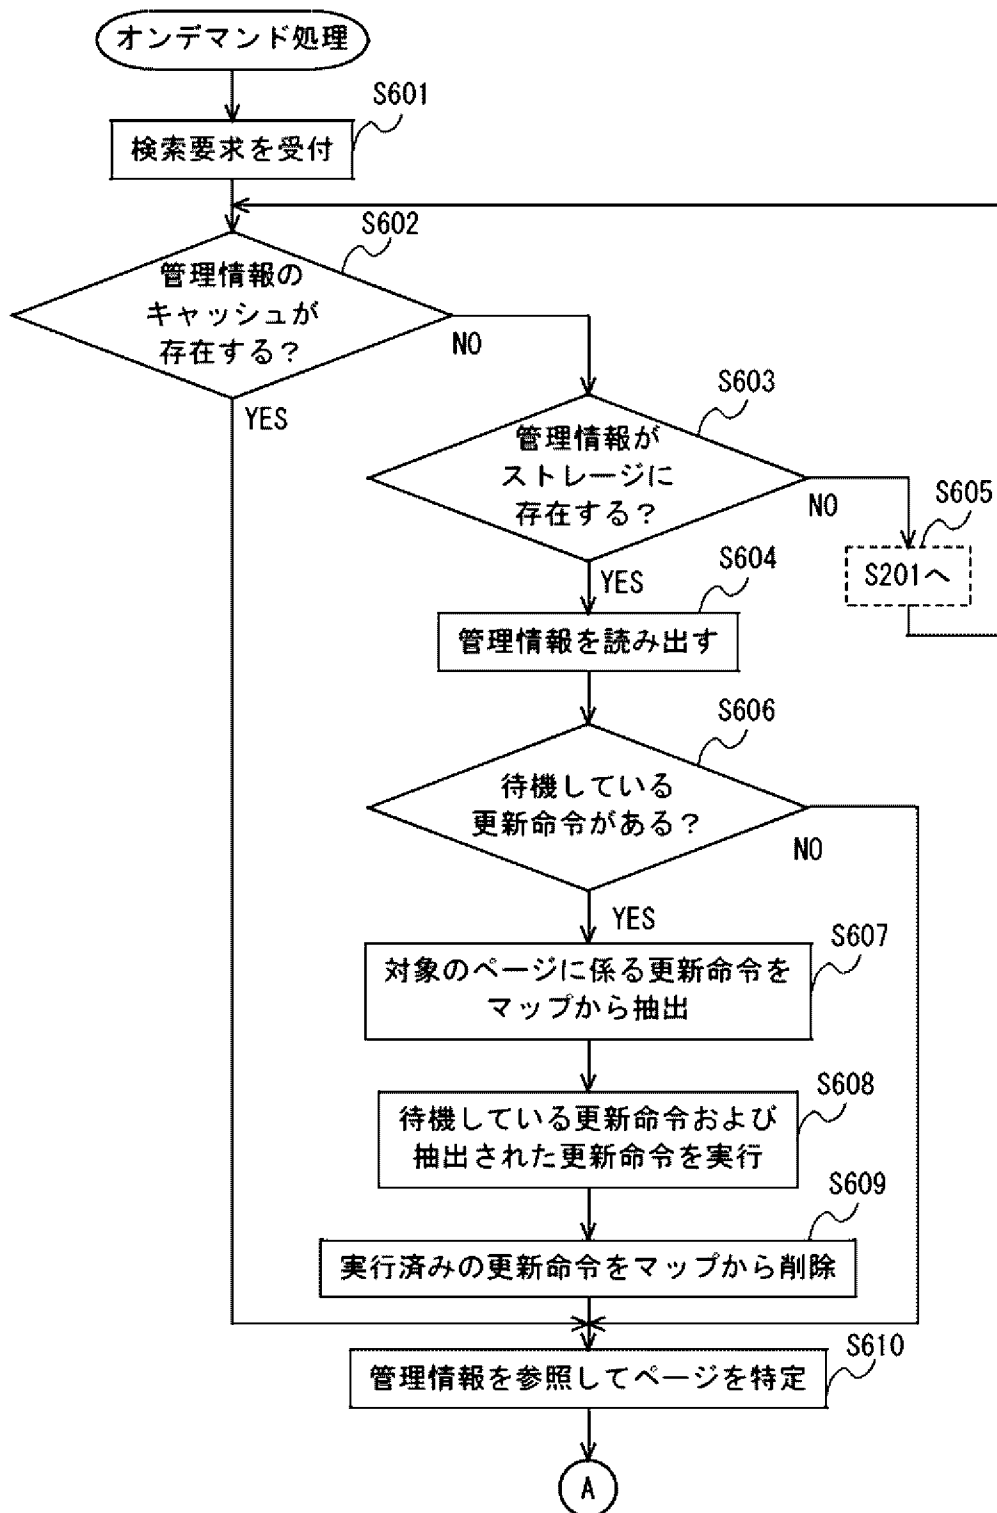 オンデマンド処理
S601
検索要求を受付
S602
管理情報の
キャッシュが
存在する？
NO
YES
S603
管理情報が
ストレージに
存在する？
NO
S605
S201へ
YES
S604
管理情報を読み出す
S606
待機している
更新命令がある？
NO
YES
S607
対象のページに係る更新命令を
マップから抽出
S608
待機している更新命令および
抽出された更新命令を実行
S609
実行済みの更新命令をマップから削除
S610
管理情報を参照してページを特定
A